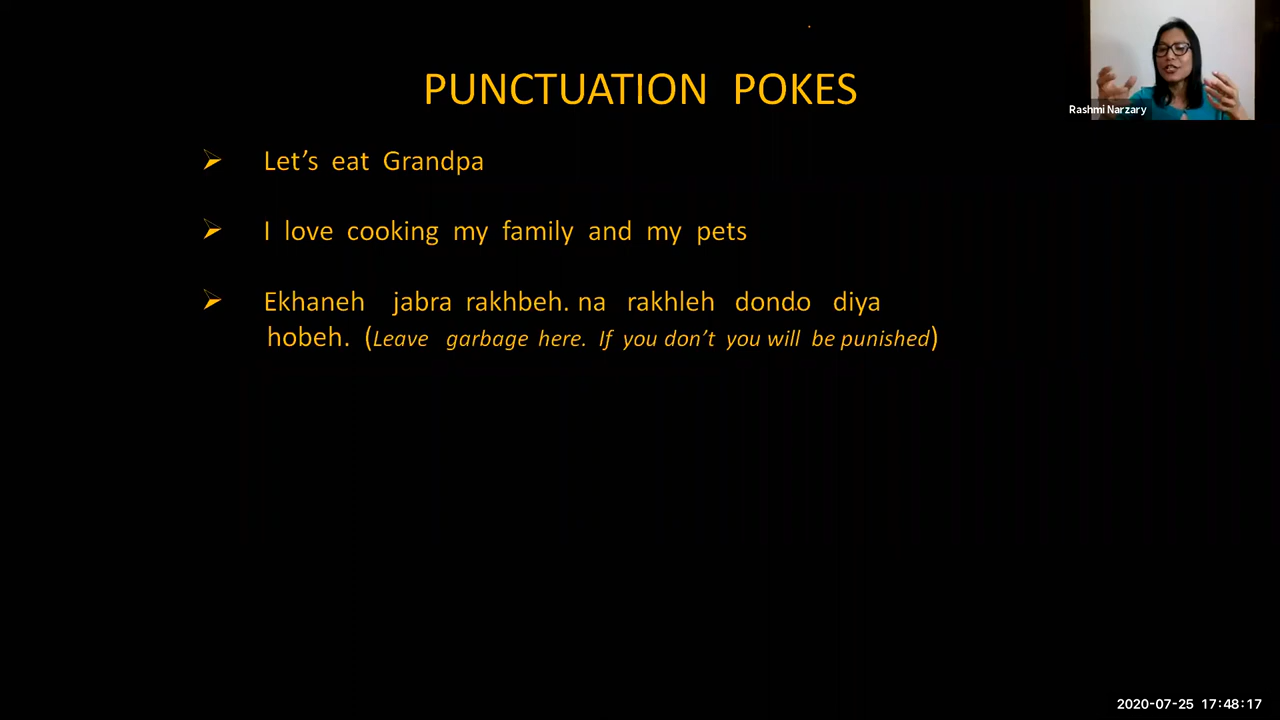 PUNCTUATION POKES
Rashmi Narzary
Let's eat Grandpa
I love cooking my family and my pets
Ekhaneh jabra rakhbeh. na rakhleh dondo diya
hobeh. (Leave garbage here. If you don't you will be punished)
2020-07-25 17:48:17